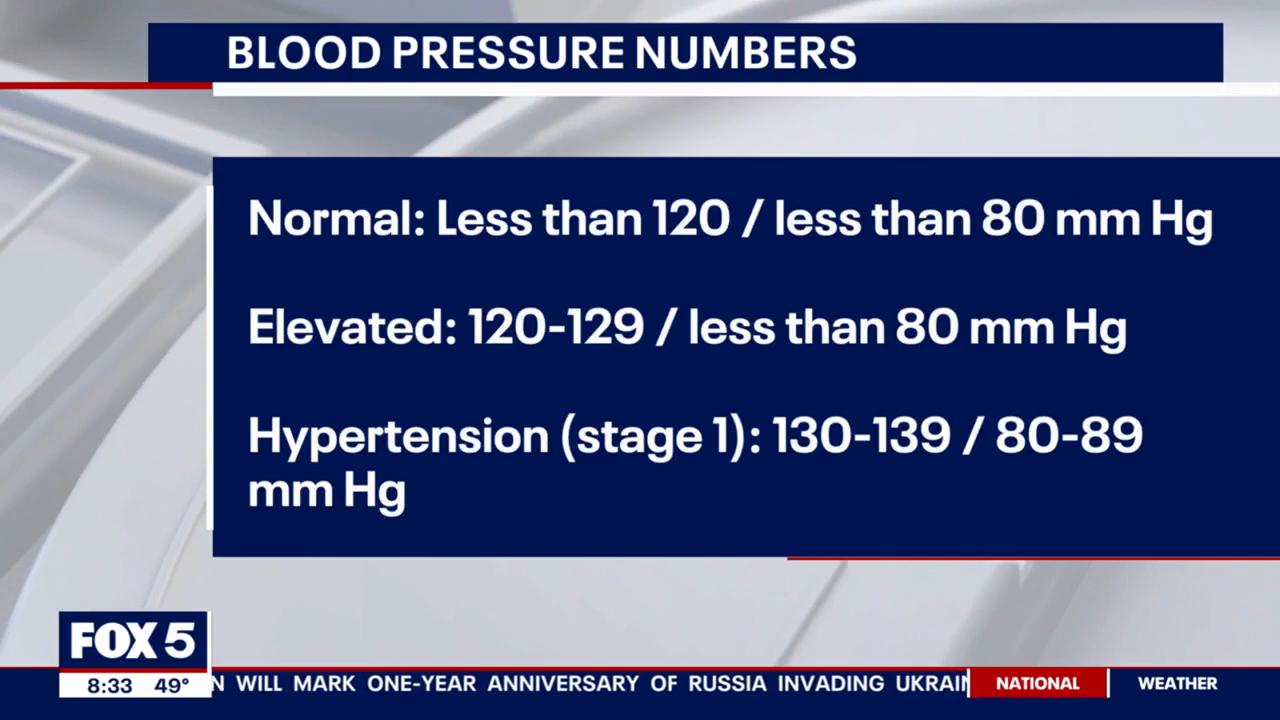 BLOOD PRESSURE NUMBERS
Normal: Less than 120 / less than 80 mm Hg
Elevated: 120-129 / less than 80 mm Hg
Hypertension (stage 1): 130-139 / 80-89
mm Hg
FOX 5
8:33 49°
WILL MARK ONE-YEAR ANNIVERSARY OF RUSSIA INVADING
NATIONAL
WEATHER